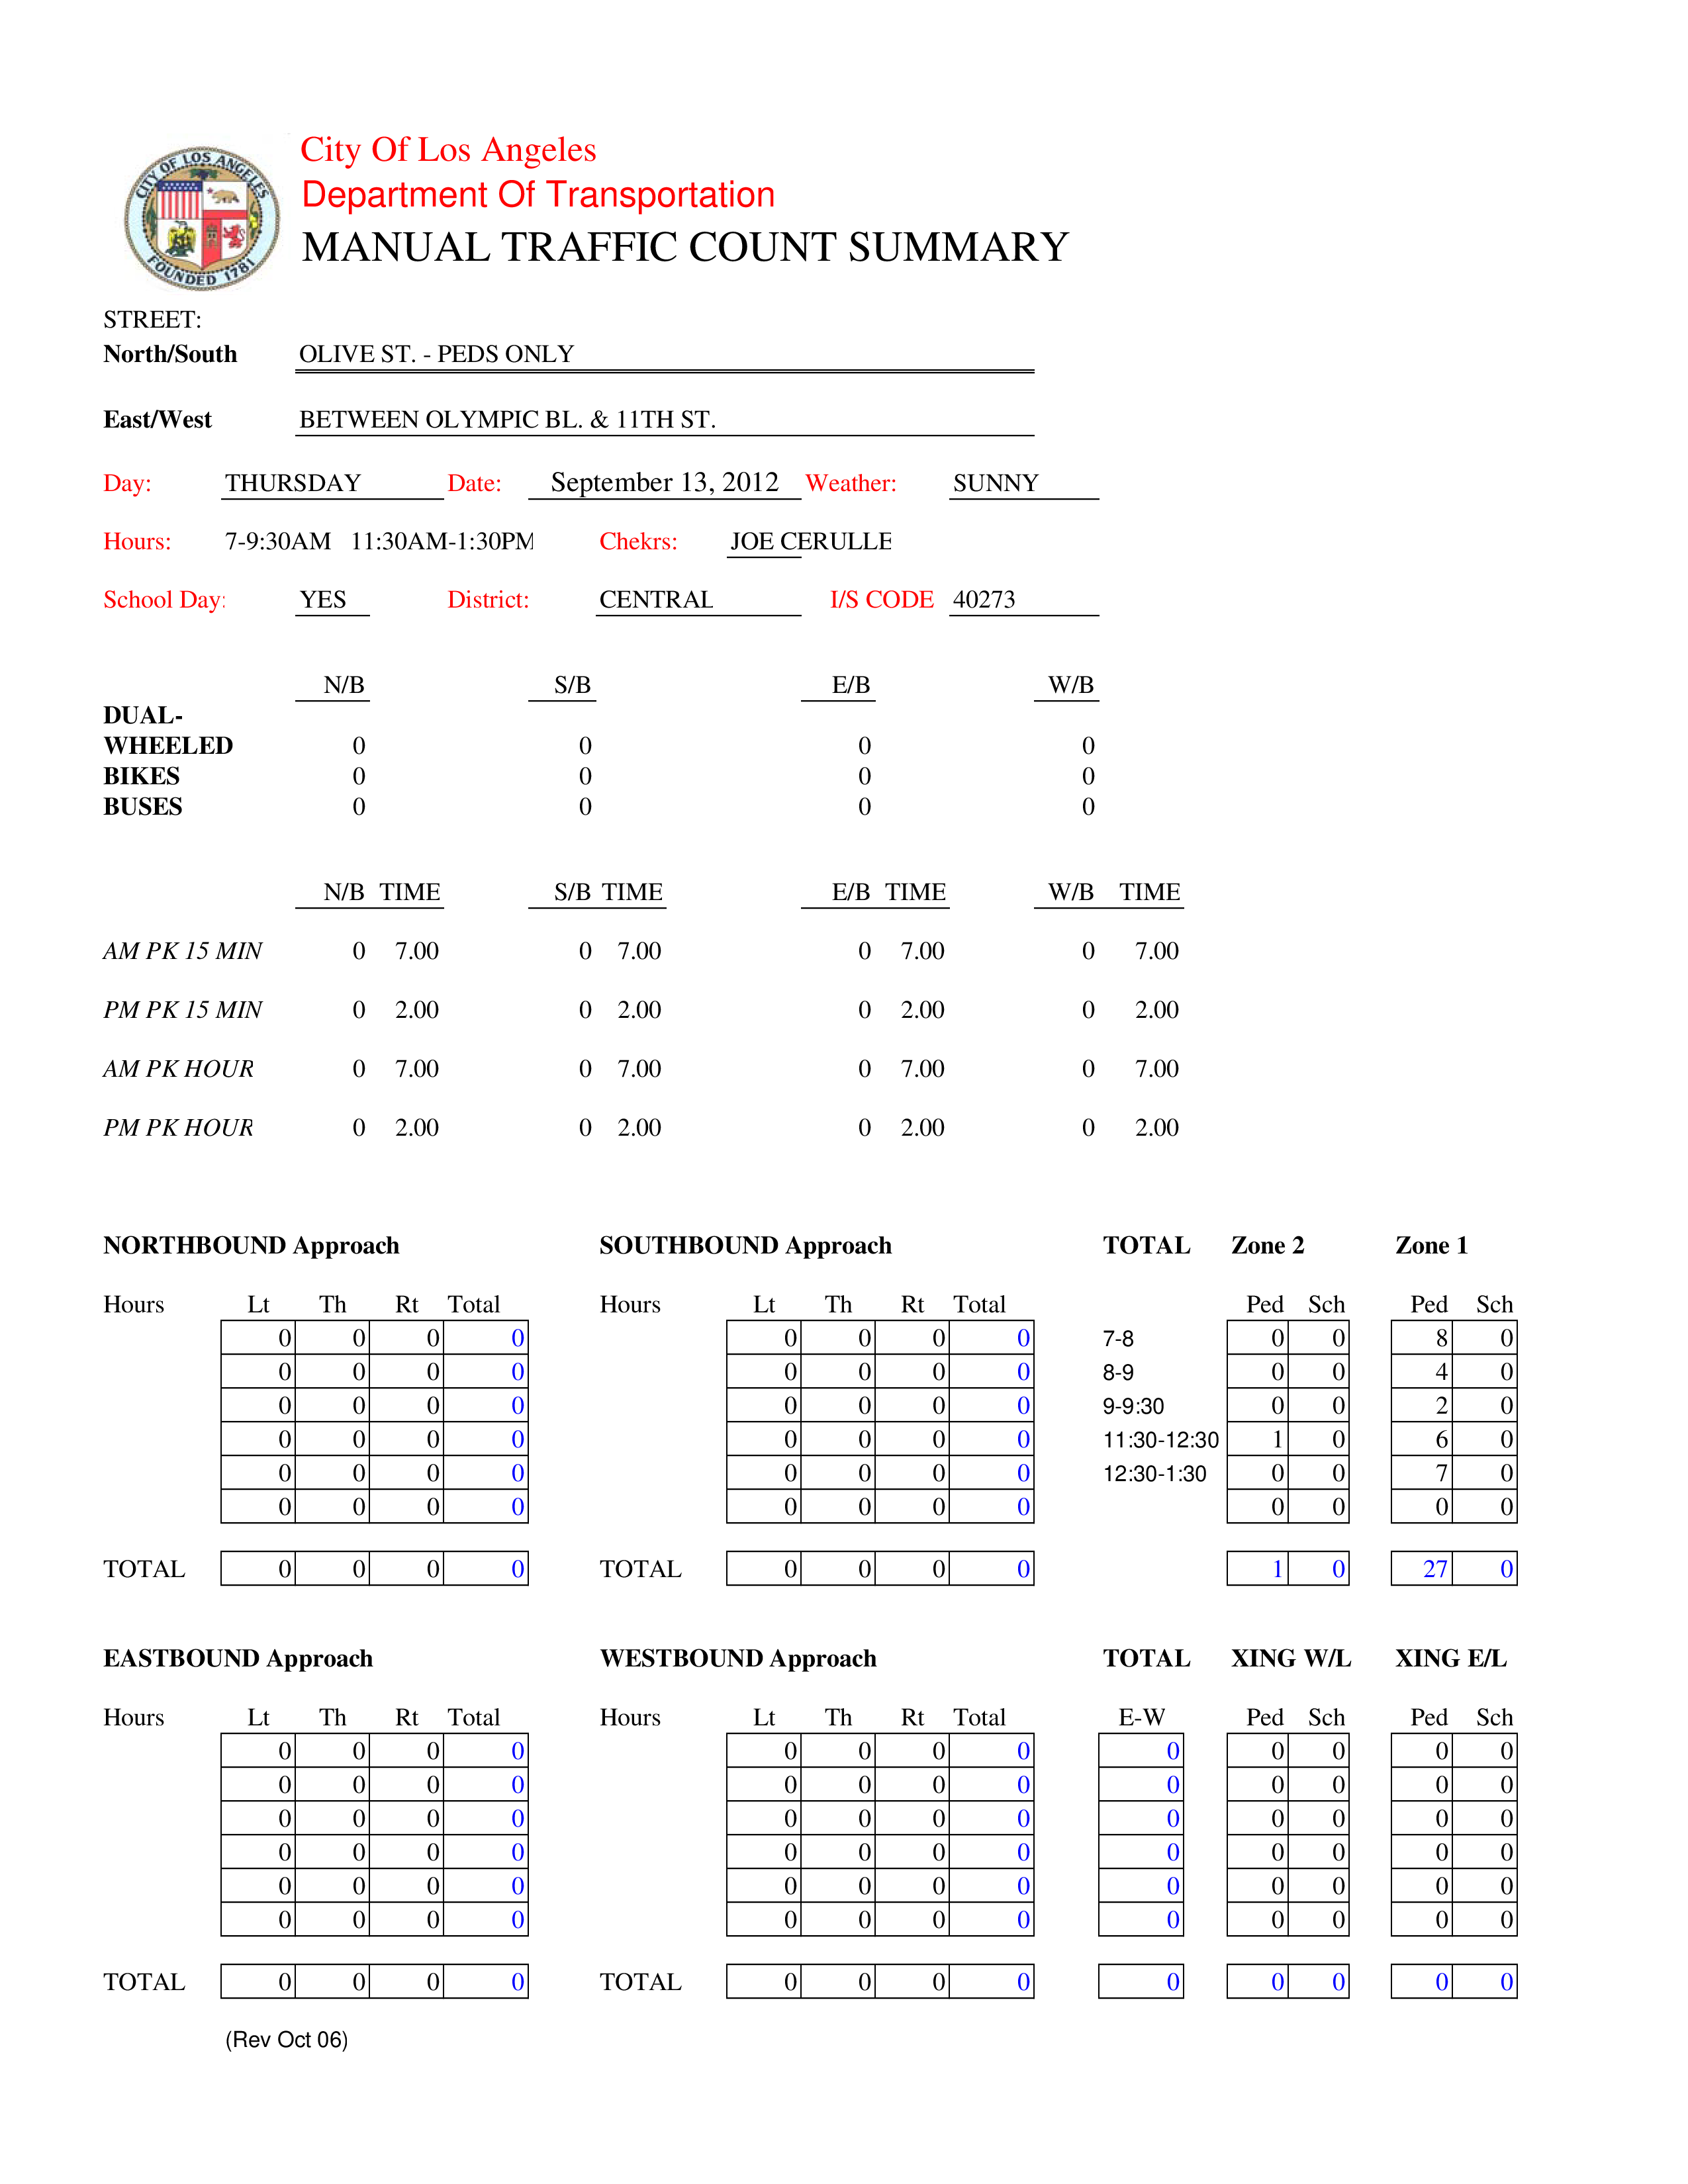 CITY OF LOS ANGELES
FOUNDED 1781
City Of Los Angeles
Department Of Transportation
MANUAL TRAFFIC COUNT SUMMARY
STREET:
North/South OLIVE ST. - PEDS ONLY
East/West BETWEEN OLYMPIC BL. & 11TH ST.
Day: THURSDAY Date: September 13, 2012 Weather: SUNNY
Hours: 7-9:30AM 11:30AM-1:30PM Chekrs: JOE CERULLE
School Day: YES District: CENTRAL I/S CODE 40273
N/B S/B E/B W/B
DUAL-
WHEELED 0 0 0 0
BIKES 0 0 0 0
BUSES 0 0 0 0
N/B TIME S/B TIME E/B TIME W/B TIME
AM PK 15 MIN 0 7.00 0 7.00 0 7.00 0 7.00
PM PK 15 MIN 0 2.00 0 2.00 0 2.00 0 2.00
AM PK HOUR 0 7.00 0 7.00 0 7.00 0 7.00
PM PK HOUR 0 2.00 0 2.00 0 2.00 0 2.00
NORTHBOUND Approach SOUTHBOUND Approach TOTAL Zone 2 Zone 1
Hours Lt Th Rt Total Hours Lt Th Rt Total Ped Sch Ped Sch
0 0 0 0 0 0 0 0 7-8 0 0 8 0
0 0 0 0 0 0 0 0 8-9 0 0 4 0
0 0 0 0 0 0 0 0 9-9:30 0 0 2 0
0 0 0 0 0 0 0 0 11:30-12:30 1 0 6 0
0 0 0 0 0 0 0 0 12:30-1:30 0 0 7 0
0 0 0 0 0 0 0 0 0 0 0 0
TOTAL 0 0 0 0 TOTAL 0 0 0 0 1 0 27 0
EASTBOUND Approach WESTBOUND Approach TOTAL XING W/L XING E/L
Hours Lt Th Rt Total Hours Lt Th Rt Total E-W Ped Sch Ped Sch
0 0 0 0 0 0 0 0 0 0 0 0 0
0 0 0 0 0 0 0 0 0 0 0 0 0
0 0 0 0 0 0 0 0 0 0 0 0 0
0 0 0 0 0 0 0 0 0 0 0 0 0
0 0 0 0 0 0 0 0 0 0 0 0 0
0 0 0 0 0 0 0 0 0 0 0 0 0
TOTAL 0 0 0 0 TOTAL 0 0 0 0 0 0 0 0 0
(Rev Oct 06)